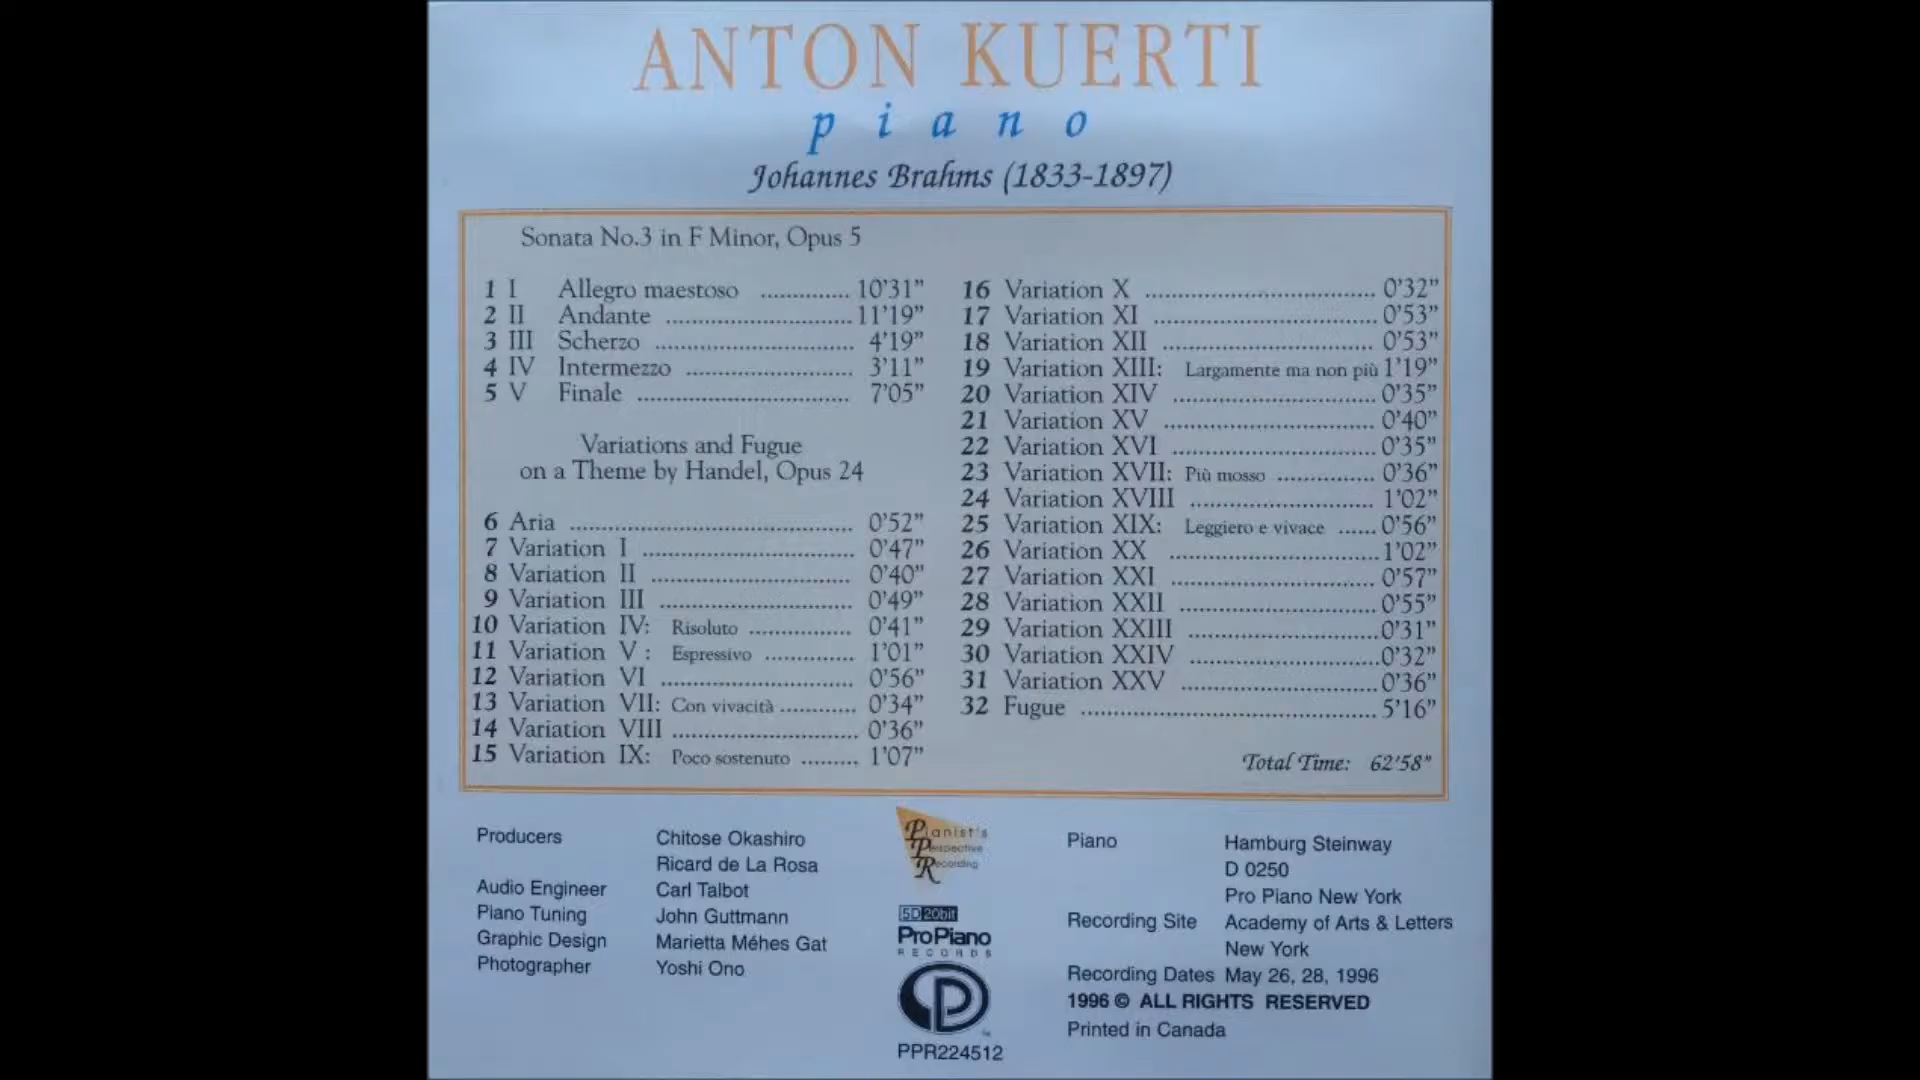 ANTON KUERTI
piano
Johannes Brahms (1833-1897)
Sonata No.3 in F Minor, Opus 5
1 I Allegro maestoso .............. 10'31”
2 II Andante .............................. 11'19”
3 III Scherzo ................................ 4'19”
4 IV Intermezzo ........................... 3'11”
5 V Finale .................................. 7'05”
Variations and Fugue
on a Theme by Handel, Opus 24
6 Aria ............................................. 0'52”
7 Variation I .................................. 0'47”
8 Variation II ................................ 0'40”
9 Variation III ............................... 0'49”
10 Variation IV: Risoluto ................ 0'41”
11 Variation V : Espressivo .............. 1'01”
12 Variation VI ............................... 0'56”
13 Variation VII: Con vivacità ............ 0'34”
14 Variation VIII .............................. 0'36”
15 Variation IX: Poco sostenuto ......... 1'07”
16 Variation X ..................................... 0'32”
17 Variation XI .................................... 0'53”
18 Variation XII .................................. 0'53”
19 Variation XIII: Largamente ma non più 1'19”
20 Variation XIV ................................. 0'35”
21 Variation XV .................................. 0'40”
22 Variation XVI ................................. 0'35”
23 Variation XVII: Più mosso ............... 0'36”
24 Variation XVIII .............................. 1'02”
25 Variation XIX: Leggiero e vivace ...... 0'56”
26 Variation XX .................................. 1'02”
27 Variation XXI ................................. 0'57”
28 Variation XXII ................................ 0'55”
29 Variation XXIII .............................. 0'31”
30 Variation XXIV .............................. 0'32”
31 Variation XXV ............................... 0'36”
32 Fugue .............................................. 5'16”
Total Time: 62'58”
Producers Chitose Okashiro
Ricard de La Rosa
Audio Engineer Carl Talbot
Piano Tuning John Guttmann
Graphic Design Marietta Méhes Gat
Photographer Yoshi Ono
Pianist's
Perspective
Recording
5D 20bit
ProPiano
RECORDS
PPR224512
Piano Hamburg Steinway
D 0250
Pro Piano New York
Recording Site Academy of Arts & Letters
New York
Recording Dates May 26, 28, 1996
1996 © ALL RIGHTS RESERVED
Printed in Canada